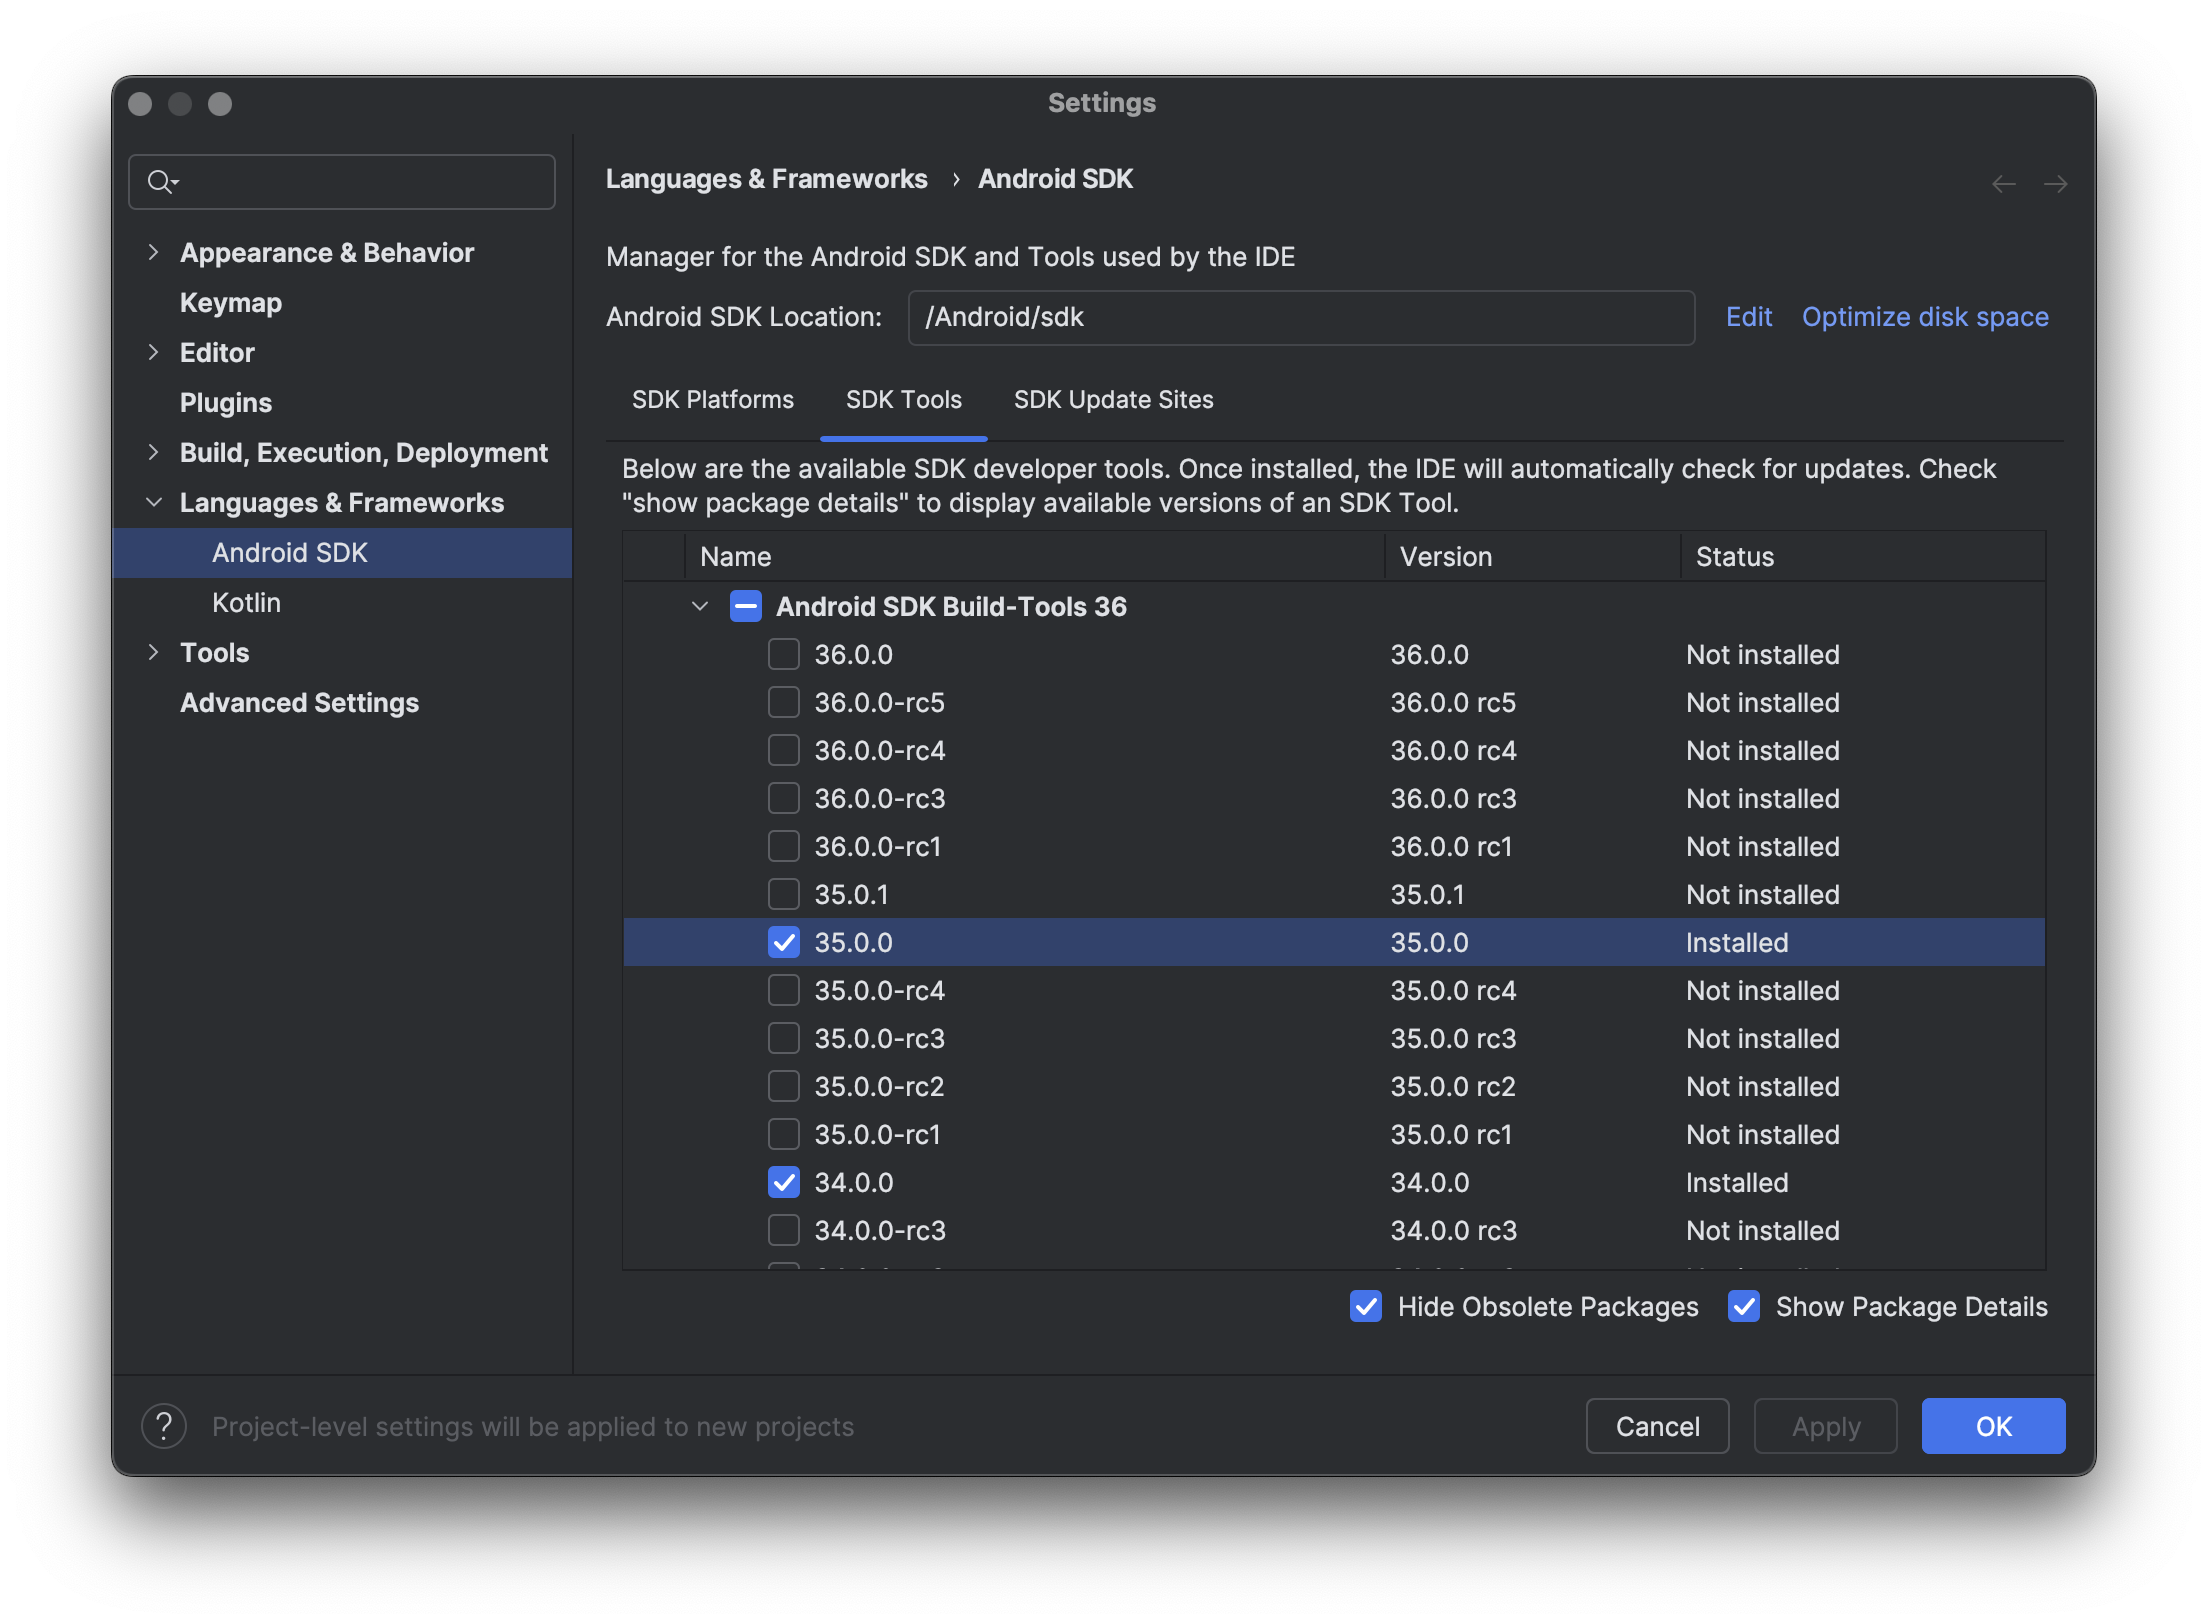 Settings
Appearance & Behavior
Keymap
Editor
Plugins
Build, Execution, Deployment
Languages & Frameworks
Android SDK
Kotlin
Tools
Advanced Settings
Languages & Frameworks › Android SDK
Manager for the Android SDK and Tools used by the IDE
Android SDK Location: /Android/sdk Edit Optimize disk space
SDK Platforms SDK Tools SDK Update Sites
Below are the available SDK developer tools. Once installed, the IDE will automatically check for updates. Check
"show package details" to display available versions of an SDK Tool.
Name Version Status
Android SDK Build-Tools 36
36.0.0 36.0.0 Not installed
36.0.0-rc5 36.0.0 rc5 Not installed
36.0.0-rc4 36.0.0 rc4 Not installed
36.0.0-rc3 36.0.0 rc3 Not installed
36.0.0-rc1 36.0.0 rc1 Not installed
35.0.1 35.0.1 Not installed
35.0.0 35.0.0 Installed
35.0.0-rc4 35.0.0 rc4 Not installed
35.0.0-rc3 35.0.0 rc3 Not installed
35.0.0-rc2 35.0.0 rc2 Not installed
35.0.0-rc1 35.0.0 rc1 Not installed
34.0.0 34.0.0 Installed
34.0.0-rc3 34.0.0 rc3 Not installed
Hide Obsolete Packages Show Package Details
? Project-level settings will be applied to new projects
Cancel Apply OK